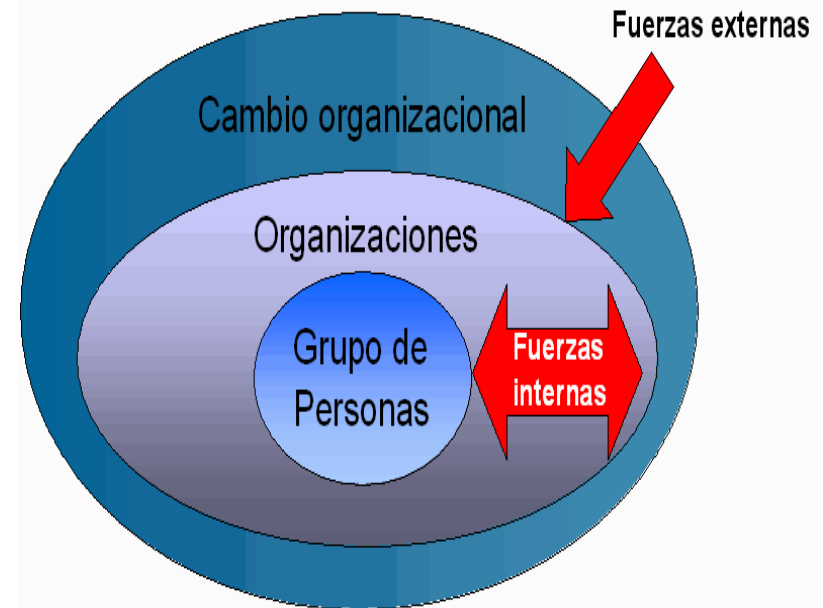 Fuerzas externas
Cambio organizacional
Organizaciones
Grupo de
Personas
Fuerzas
internas